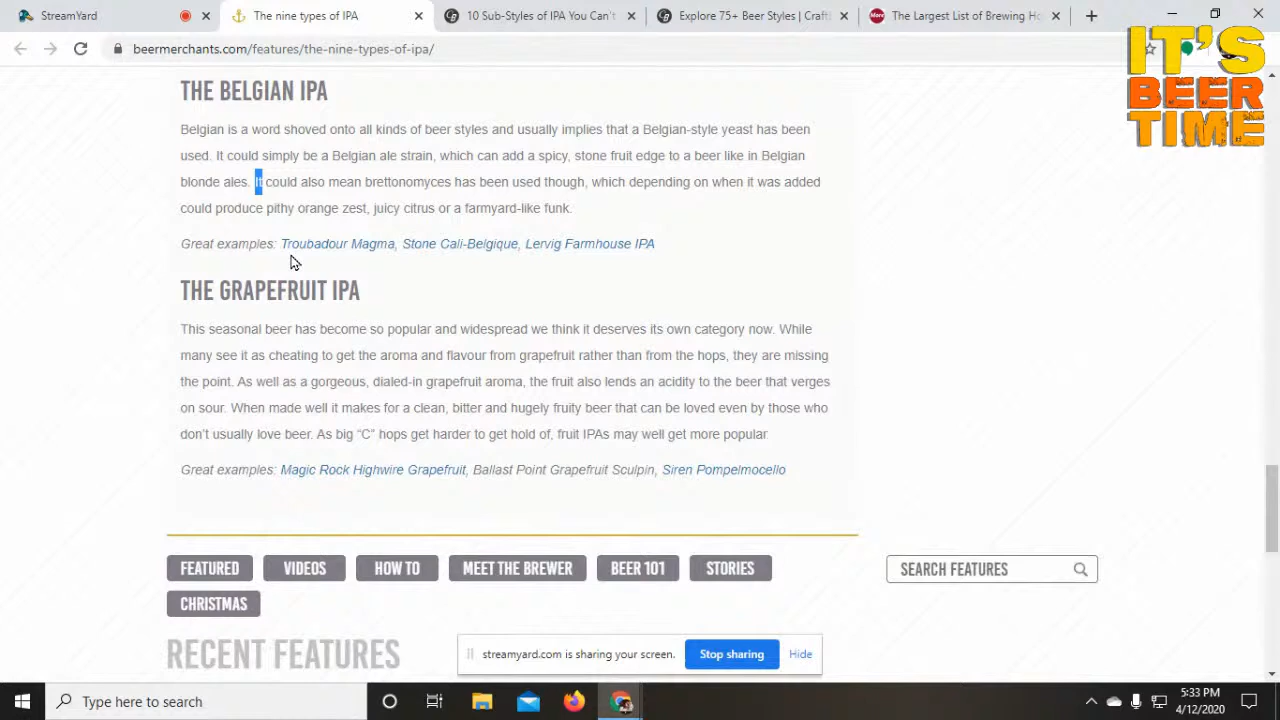 StreamYard
The nine types of IPA
10 Sub-Styles of IPA You Can't
Explore 75+ Beer Styles | Craft
The Largest List of Brewing Ho
beermerchants.com/features/the-nine-types-of-ipa/
IT'S
BEER
TIME
THE BELGIAN IPA
Belgian is a word shoved onto all kinds of beer styles and usually implies that a Belgian-style yeast has been
used. It could simply be a Belgian ale strain, which can add a spicy, stone fruit edge to a beer like in Belgian
blonde ales. It could also mean brettonomyces has been used though, which depending on when it was added
could produce pithy orange zest, juicy citrus or a farmyard-like funk.
Great examples: Troubadour Magma, Stone Cali-Belgique, Lervig Farmhouse IPA
THE GRAPEFRUIT IPA
This seasonal beer has become so popular and widespread we think it deserves its own category now. While
many see it as cheating to get the aroma and flavour from grapefruit rather than from the hops, they are missing
the point. As well as a gorgeous, dialed-in grapefruit aroma, the fruit also lends an acidity to the beer that verges
on sour. When made well it makes for a clean, bitter and hugely fruity beer that can be loved even by those who
don't usually love beer. As big “C” hops get harder to get hold of, fruit IPAs may well get more popular
Great examples: Magic Rock Highwire Grapefruit, Ballast Point Grapefruit Sculpin, Siren Pompelmocello
FEATURED
VIDEOS
HOW TO
MEET THE BREWER
BEER 101
STORIES
SEARCH FEATURES
CHRISTMAS
RECENT FEATURES
streamyard.com is sharing your screen.
Stop sharing
Hide
Type here to search
5:33 PM
4/12/2020